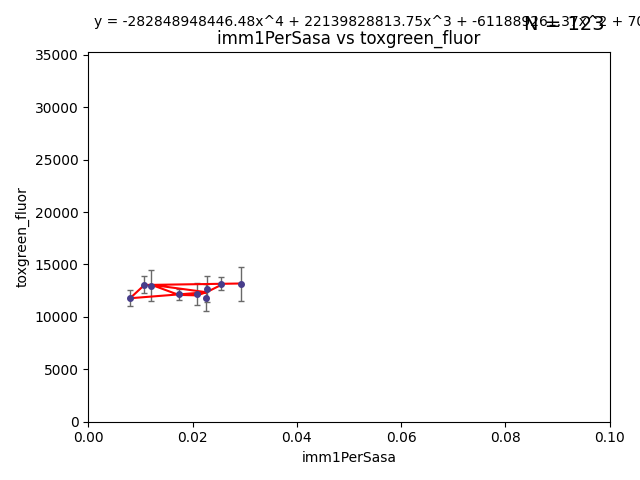 y = -282848948446.48x^4 + 22139828813.75x^3 + -611889261.37x^2 + 70
N = 123
imm1PerSasa vs toxgreen_fluor
35000
30000
25000
20000
15000
10000
5000
0
toxgreen_fluor
0.00 0.02 0.04 0.06 0.08 0.10
imm1PerSasa